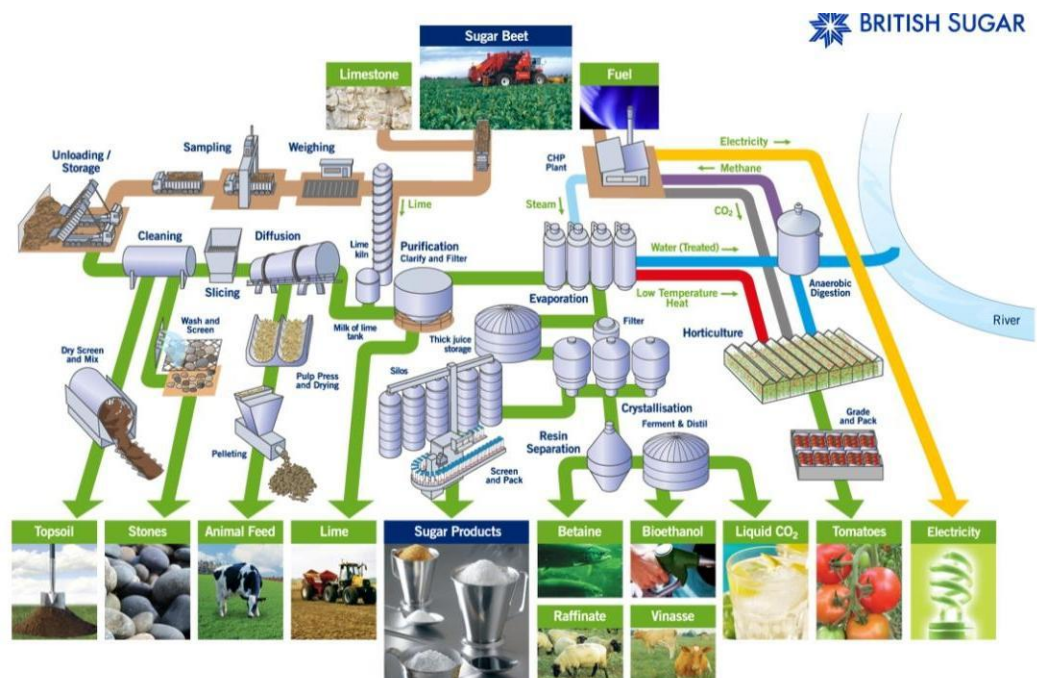 BRITISH SUGAR
Sugar Beet
Limestone
Fuel
Unloading /
Storage
Sampling
Weighing
CHP
Plant
Electricity
Methane
CO₂
Lime
Steam
Cleaning
Slicing
Diffusion
Lime
kiln
Purification
Clarify and Filter
Evaporation
Water (Treated)
Low Temperature
Heat
Anaerobic
Digestion
River
Milk of lime
tank
Wash and
Screen
Dry Screen
and Mix
Pulp Press
and Drying
Pelleting
Thick juice
storage
Filter
Horticulture
Silos
Crystallisation
Ferment & Distil
Resin
Separation
Screen
and Pack
Grade
and Pack
Topsoil
Stones
Animal Feed
Lime
Sugar Products
Betaine
Bioethanol
Liquid CO₂
Tomatoes
Electricity
Raffinate
Vinasse